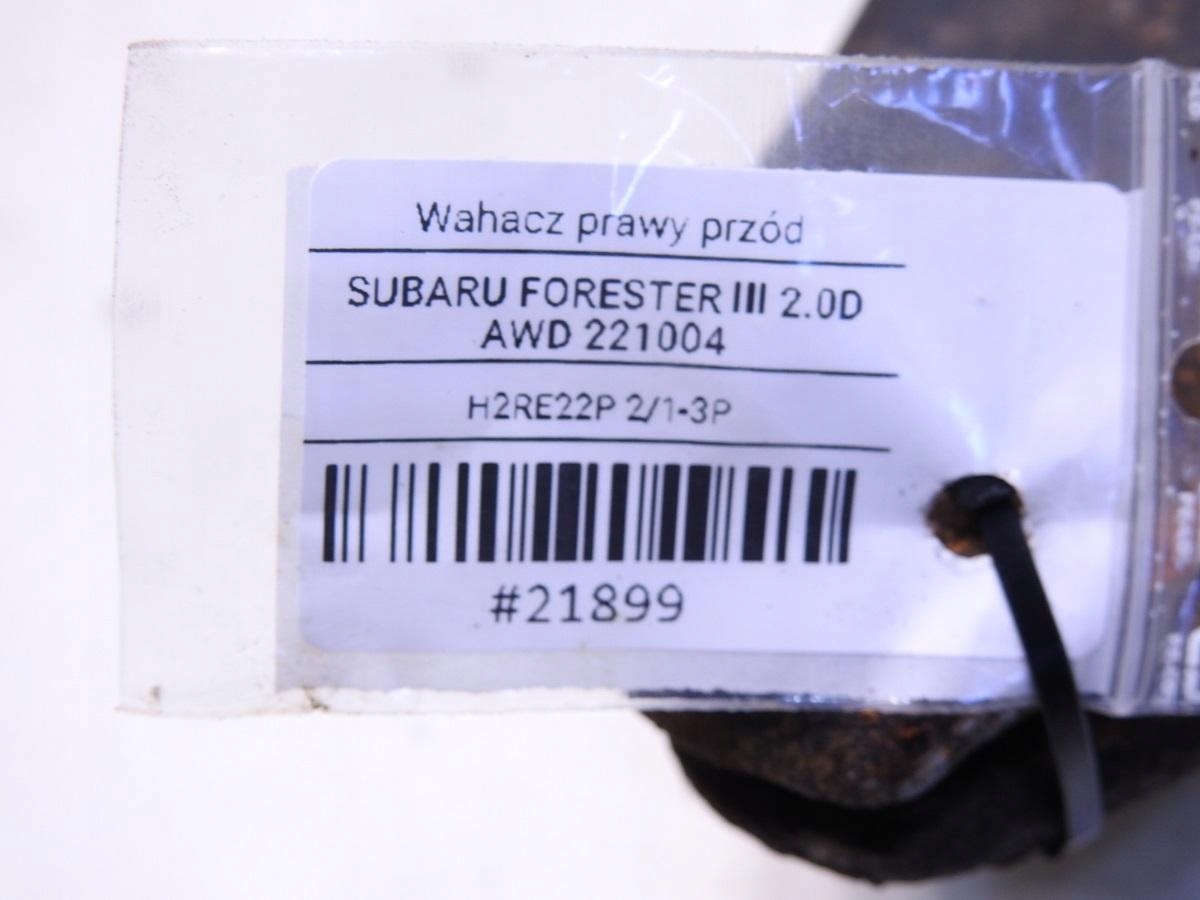 Wahacz prawy przód
SUBARU FORESTER III 2.0D
AWD 221004
H2RE22P 2/1-3P
#21899